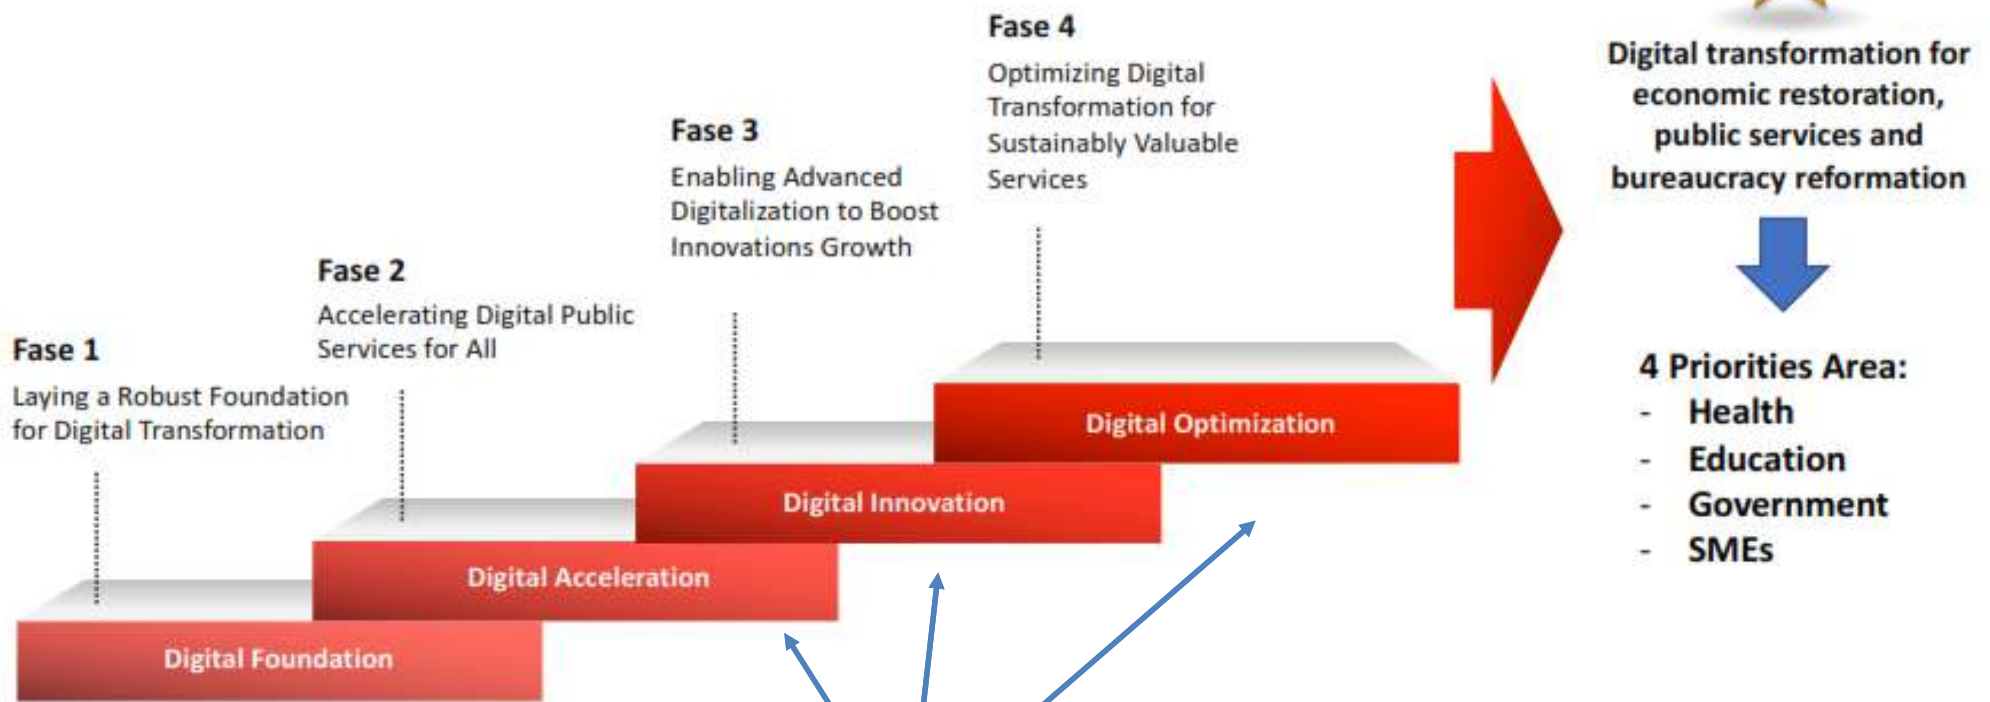 Fase 1
Laying a Robust Foundation
for Digital Transformation
Digital Foundation
Fase 2
Accelerating Digital Public
Services for All
Digital Acceleration
Fase 3
Enabling Advanced
Digitalization to Boost
Innovations Growth
Digital Innovation
Fase 4
Optimizing Digital
Transformation for
Sustainably Valuable
Services
Digital Optimization
Digital transformation for
economic restoration,
public services and
bureaucracy reformation
4 Priorities Area:
- Health
- Education
- Government
- SMEs